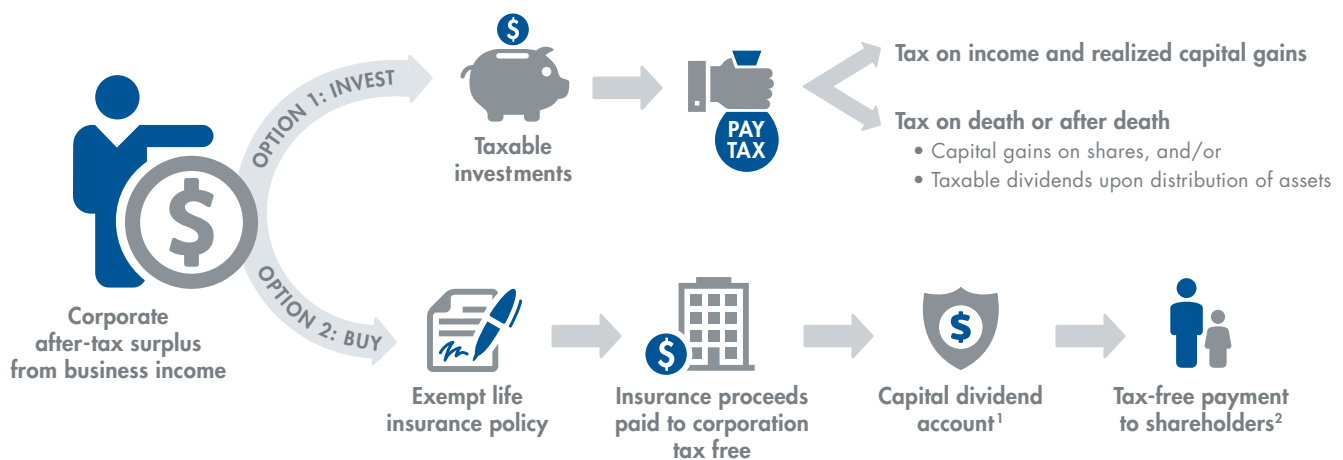 $
OPTION 1: INVEST
Taxable
investments
PAY
TAX
Tax on income and realized capital gains
Tax on death or after death
• Capital gains on shares, and/or
• Taxable dividends upon distribution of assets
$
Corporate
after-tax surplus
from business income
OPTION 2: BUY
Exempt life
insurance policy
$
Insurance proceeds
paid to corporation
tax free
$
Capital dividend
account¹
Tax-free payment
to shareholders²